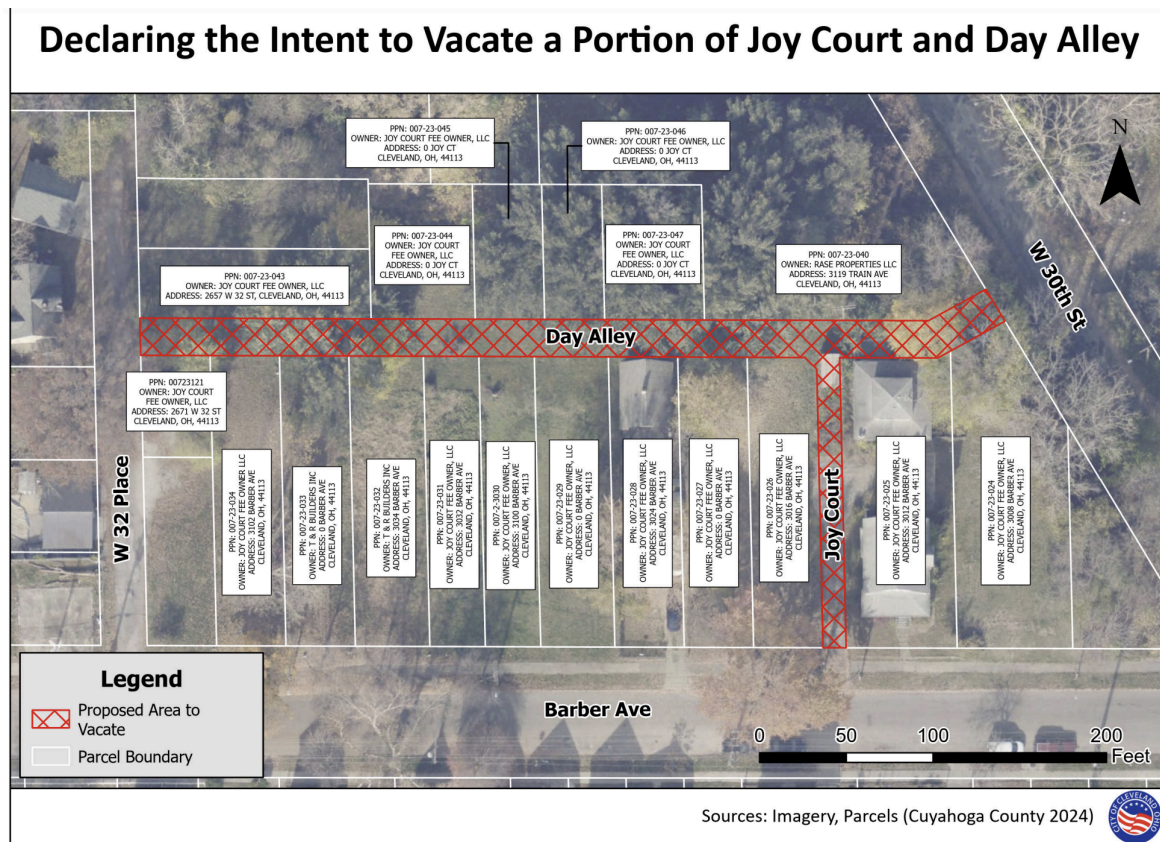 Declaring the Intent to Vacate a Portion of Joy Court and Day Alley
PPN: 007-23-045
OWNER: JOY COURT FEE OWNER, LLC
ADDRESS: 0 JOY CT
CLEVELAND, OH, 44113
PPN: 007-23-046
OWNER: JOY COURT FEE OWNER, LLC
ADDRESS: 0 JOY CT
CLEVELAND, OH, 44113
N
PPN: 007-23-044
OWNER: JOY COURT
FEE OWNER, LLC
ADDRESS: 0 JOY CT
CLEVELAND, OH, 44113
PPN: 007-23-047
OWNER: JOY COURT
FEE OWNER, LLC
ADDRESS: 0 JOY CT
CLEVELAND, OH, 44113
PPN: 007-23-040
OWNER: RASE PROPERTIES LLC
ADDRESS: 3119 TRAIN AVE
44113
PPN: 007-23-043
OWNER: JOY COURT FEE OWNER, LLC
ADDRESS: 2657 W 32 ST, CLEVELAND, OH, 44113
W 30th St
Day Alley
PPN: 00723121
OWNER: JOY COURT
FEE OWNER, LLC
ADDRESS: 2671 W 32 ST
CLEVELAND, OH, 44113
W 32 Place
PPN: 007-23-034
OWNER: JOY COURT FEE OWNER LLC
ADDRESS: 3102 BARBER AVE
CLEVELAND, OH, 44113
PPN: 007-23-033
OWNER: T & R BUILDERS INC
ADDRESS: 0 BARBER AVE
CLEVELAND, OH, 44113
PPN: 007-23-032
OWNER: T & R BUILDERS INC
ADDRESS: 3034 BARBER AVE
CLEVELAND, OH, 44113
PPN: 007-23-031
OWNER: JOY COURT FEE OWNER, LLC
ADDRESS: 3032 BARBER AVE
CLEVELAND, OH, 44113
PPN: 007-2-3030
OWNER: JOY COURT FEE OWNER, LLC
ADDRESS: 3100 BARBER AVE
CLEVELAND, OH, 44113
PPN: 007-23-029
OWNER: JOY COURT FEE OWNER, LLC
ADDRESS: 0 BARBER AVE
CLEVELAND, OH, 44113
PPN: 007-23-028
OWNER: JOY COURT FEE OWNER, LLC
ADDRESS: 3024 BARBER AVE
CLEVELAND, OH, 44113
PPN: 007-23-027
OWNER: JOY COURT FEE OWNER, LLC
ADDRESS: 0 BARBER AVE
CLEVELAND, OH, 44113
PPN: 007-23-026
OWNER: JOY COURT FEE OWNER, LLC
ADDRESS: 3016 BARBER AVE
CLEVELAND, OH, 44113
Joy Court
PPN: 007-23-025
OWNER: JOY COURT FEE OWNER, LLC
ADDRESS: 3012 BARBER AVE
CLEVELAND, OH, 44113
PPN: 007-23-024
OWNER: JOY COURT FEE OWNER, LLC
ADDRESS: 3008 BARBER AVE
CLEVELAND, OH, 44113
Legend
Proposed Area to
Vacate
Parcel Boundary
Barber Ave
0 50 100 200
Feet
Sources: Imagery, Parcels (Cuyahoga County 2024)
CITY OF CLEVELAND, OHIO